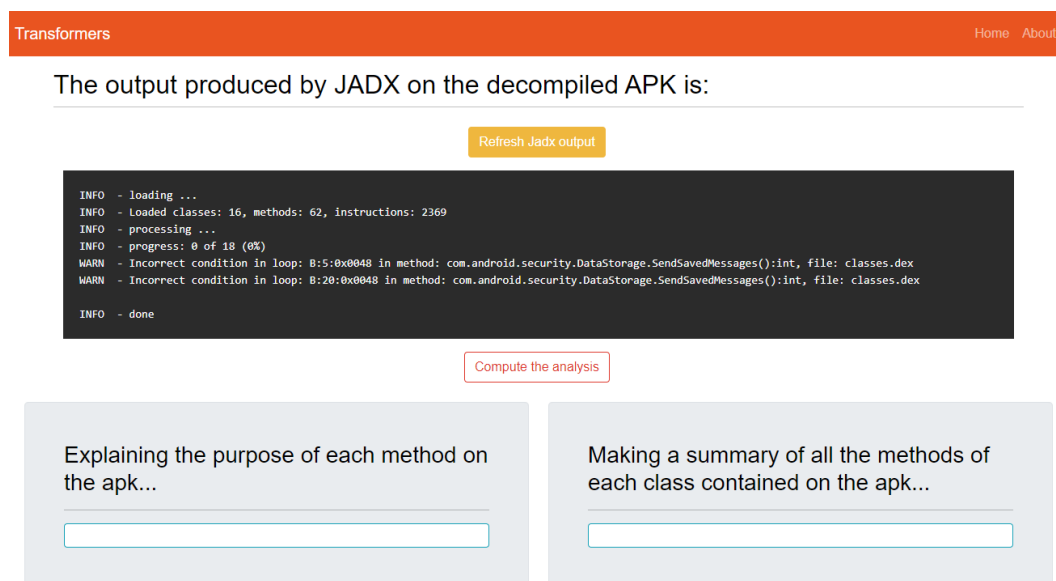 Transformers
Home About
The output produced by JADX on the decompiled APK is:
Refresh Jadx output
INFO  - loading ...
INFO  - Loaded classes: 16, methods: 62, instructions: 2369
INFO  - processing ...
INFO  - progress: 0 of 18 (0%)
WARN  - Incorrect condition in loop: B:5:0x0048 in method: com.android.security.DataStorage.SendSavedMessages():int, file: classes.dex
WARN  - Incorrect condition in loop: B:20:0x0048 in method: com.android.security.DataStorage.SendSavedMessages():int, file: classes.dex
INFO  - done
Compute the analysis
Explaining the purpose of each method on
the apk...
Making a summary of all the methods of
each class contained on the apk...